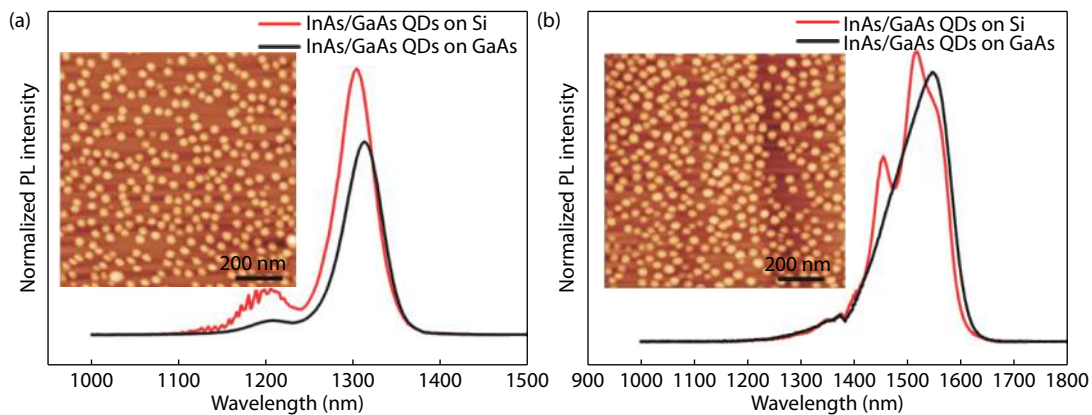 (a)
InAs/GaAs QDs on Si
InAs/GaAs QDs on GaAs
Normalized PL intensity
200 nm
1000 1100 1200 1300 1400 1500
Wavelength (nm)
(b)
InAs/GaAs QDs on Si
InAs/GaAs QDs on GaAs
Normalized PL intensity
200 nm
900 1000 1100 1200 1300 1400 1500 1600 1700 1800
Wavelength (nm)